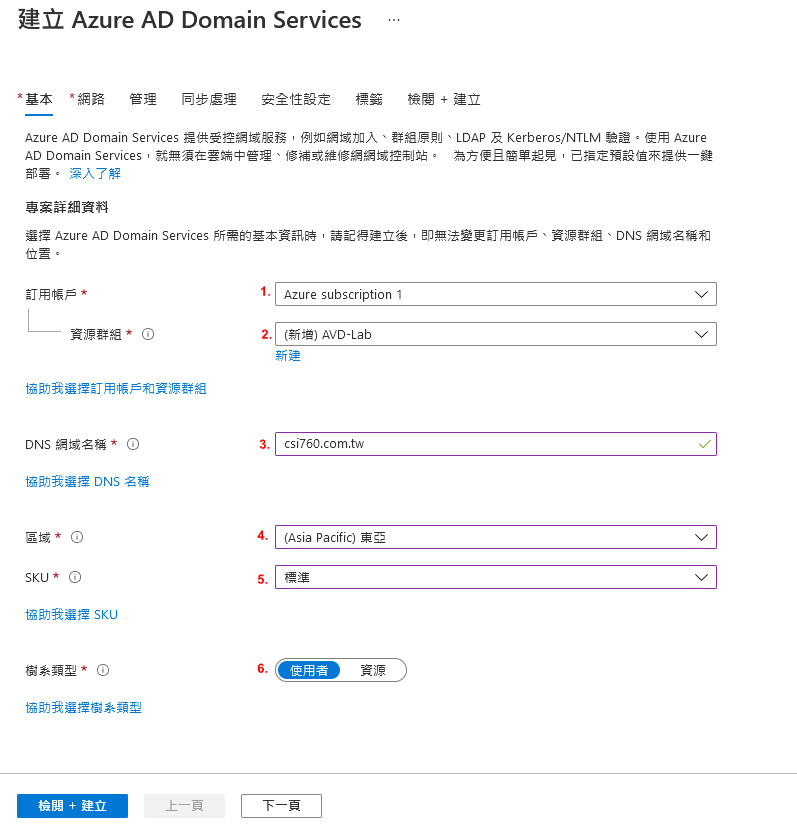 建立 Azure AD Domain Services ...
*基本 *網路 管理 同步處理 安全性設定 標籤 檢閱 + 建立
Azure AD Domain Services 提供受控網域服務，例如網域加入、群組原則、LDAP 及 Kerberos/NTLM 驗證。使用 Azure
AD Domain Services，就無須在雲端中管理、修補或維修網網域控制站。 為方便且簡單起見，已指定預設值來提供一鍵
部署。 深入了解
專案詳細資料
選擇 Azure AD Domain Services 所需的基本資訊時，請記得建立後，即無法變更訂用帳戶、資源群組、DNS 網域名稱和
位置。
訂用帳戶 * 1. Azure subscription 1
資源群組 * 2. (新增) AVD-Lab
新建
協助我選擇訂用帳戶和資源群組
DNS 網域名稱 * 3. csi760.com.tw
協助我選擇 DNS 名稱
區域 * 4. (Asia Pacific) 東亞
SKU * 5. 標準
協助我選擇 SKU
樹系類型 * 6. 使用者 資源
協助我選擇樹系類型
檢閱 + 建立 上一頁 下一頁